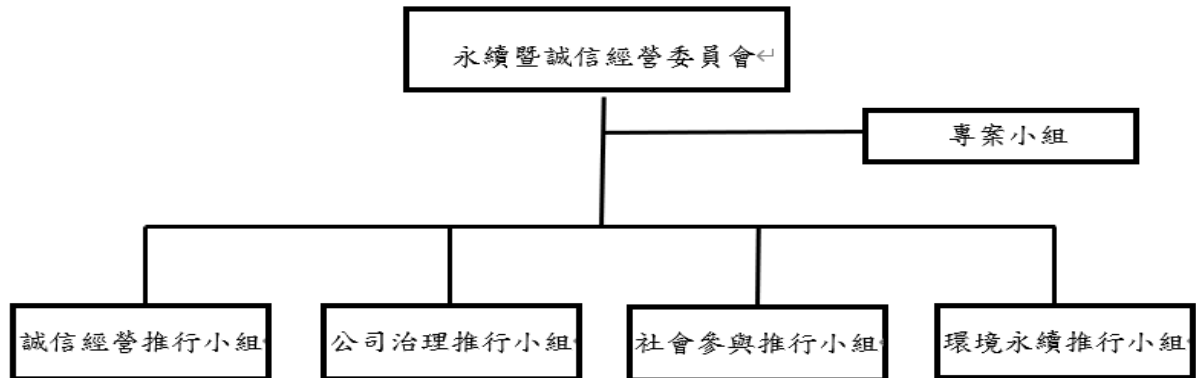 永續暨誠信經營委員會
專案小組
誠信經營推行小組
公司治理推行小組
社會參與推行小組
環境永續推行小組